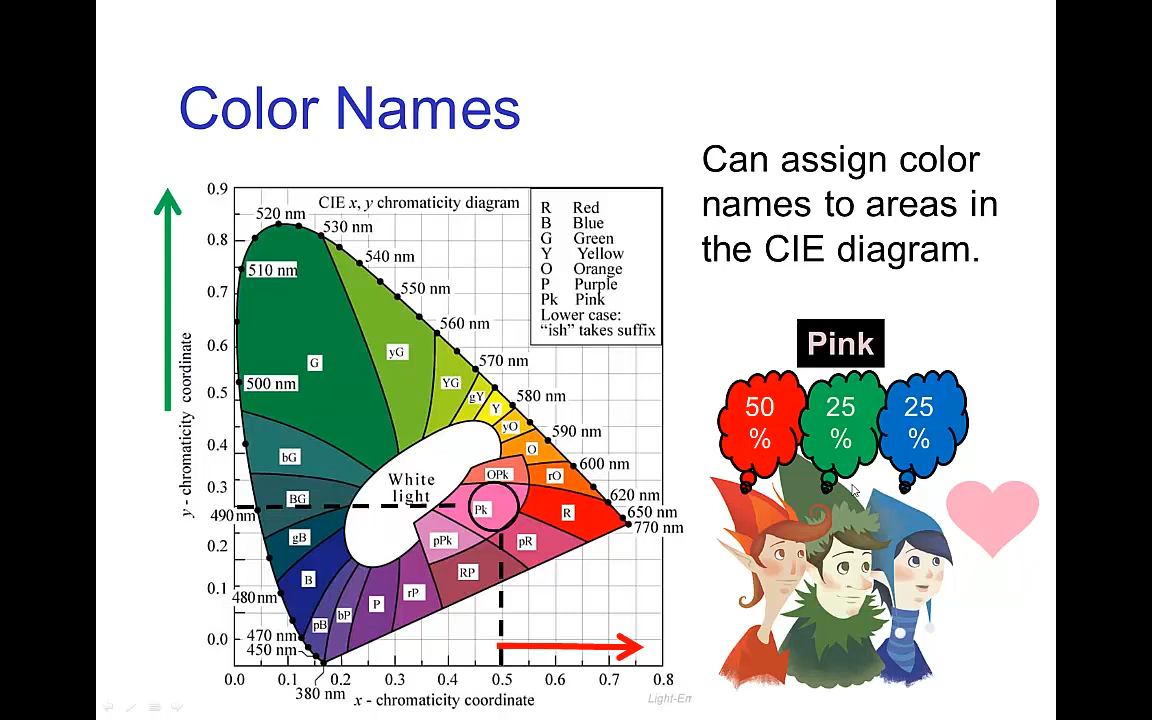 Color Names
Can assign color
names to areas in
the CIE diagram.
CIE x, y chromaticity diagram
R Red
B Blue
G Green
Y Yellow
O Orange
P Purple
Pk Pink
Lower case:
“ish” takes suffix
0.9
0.8
0.7
0.6
0.5
0.4
0.3
0.2
0.1
0.0
y - chromaticity coordinate
520 nm
530 nm
510 nm
540 nm
550 nm
560 nm
570 nm
500 nm
580 nm
590 nm
600 nm
620 nm
650 nm
770 nm
490 nm
480 nm
470 nm
450 nm
380 nm
G
yG
YG
gY
Y
yO
O
rO
OPk
R
bG
BG
gB
B
pB
bP
P
rP
RP
pR
pPk
Pk
White
light
0.0 0.1 0.2 0.3 0.4 0.5 0.6 0.7 0.8
x - chromaticity coordinate
Pink
50
%
25
%
25
%